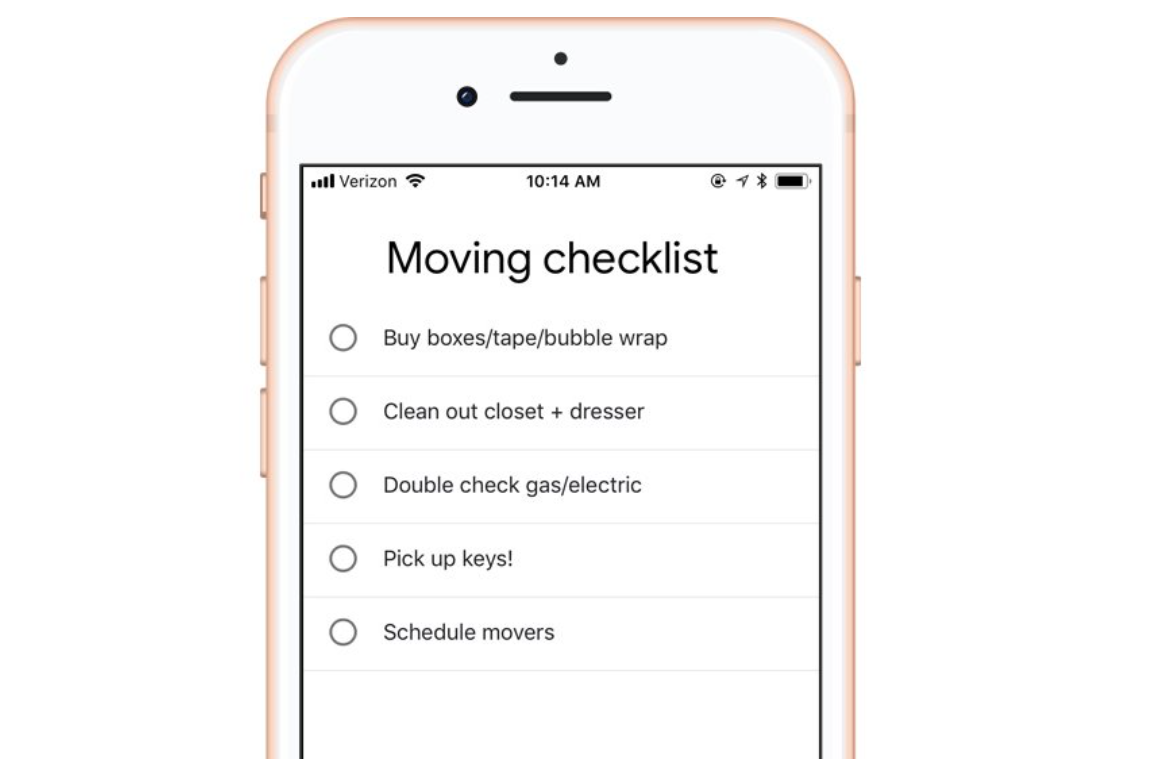 Verizon 10:14 AM
Moving checklist
Buy boxes/tape/bubble wrap
Clean out closet + dresser
Double check gas/electric
Pick up keys!
Schedule movers